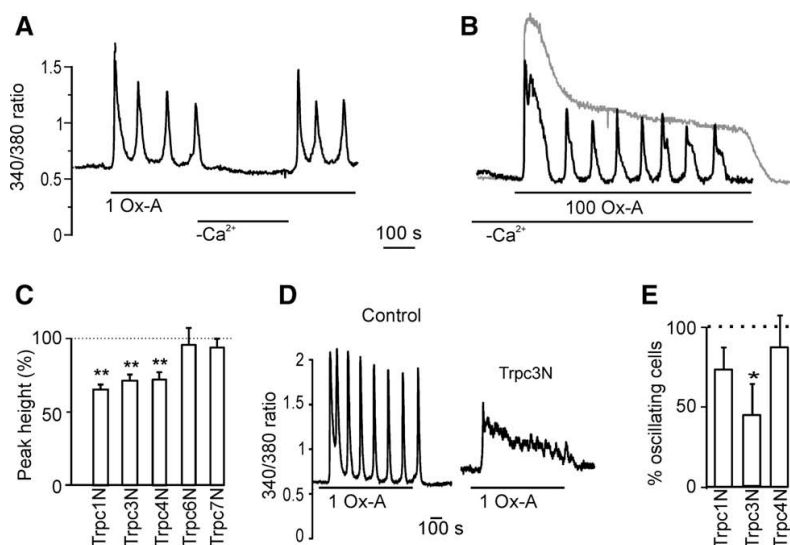 A
340/380 ratio
1.5
1
0.5
0
1 Ox-A
-Ca²⁺
100 s
B
100 Ox-A
-Ca²⁺
C
Peak height (%)
100
50
0
**
**
**
Trpc1N
Trpc3N
Trpc4N
Trpc6N
Trpc7N
D
Control
Trpc3N
340/380 ratio
2
1.5
1
0.5
0
1 Ox-A
1 Ox-A
100 s
E
% oscillating cells
100
50
0
*
Trpc1N
Trpc3N
Trpc4N